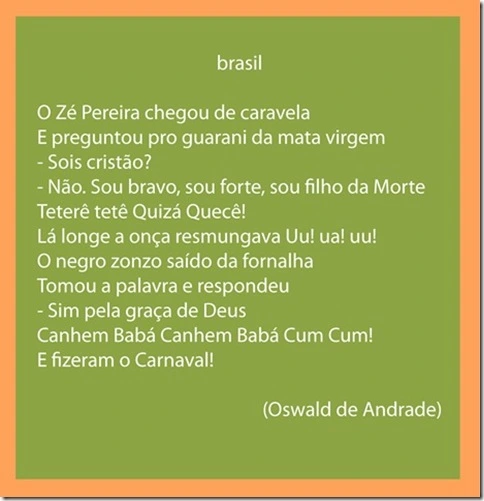 brasil
O Zé Pereira chegou de caravela
E preguntou pro guarani da mata virgem
- Sois cristão?
- Não. Sou bravo, sou forte, sou filho da Morte
Teterê tetê Quizá Quecê!
Lá longe a onça resmungava Uu! ua! uu!
O negro zonzo saído da fornalha
Tomou a palavra e respondeu
- Sim pela graça de Deus
Canhem Babá Canhem Babá Cum Cum!
E fizeram o Carnaval!
(Oswald de Andrade)